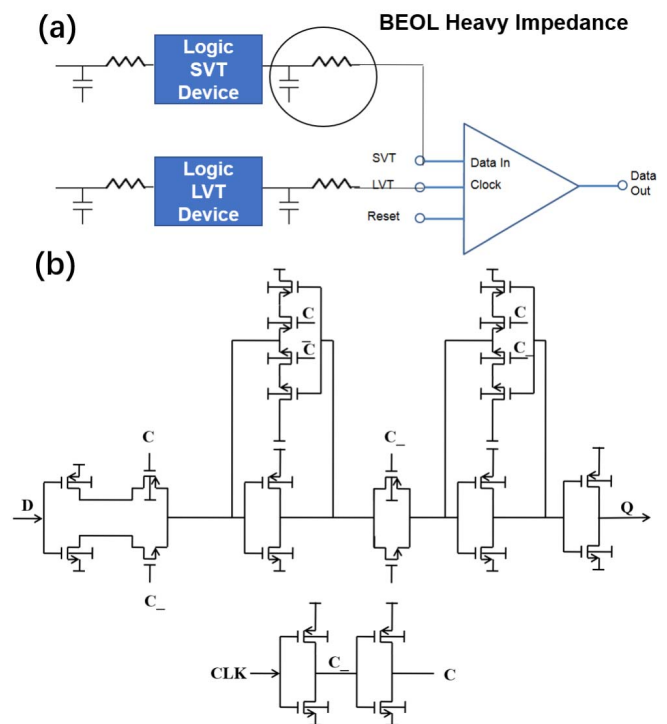 (a)
BEOL Heavy Impedance
Logic
SVT
Device
SVT
Data In
LVT
Clock
Data
Out
Reset
Logic
LVT
Device
(b)
C
C
C̅
C_
C
C_
D
Q
C_
CLK
C_
C